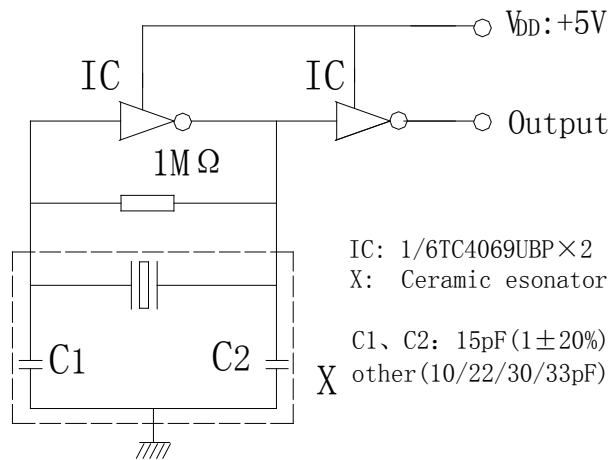 VDD:+5V
IC
IC
Output
1MΩ
IC: 1/6TC4069UBP×2
X: Ceramic esonator
C1、C2: 15pF(1±20%)
other(10/22/30/33pF)
C1
C2
X